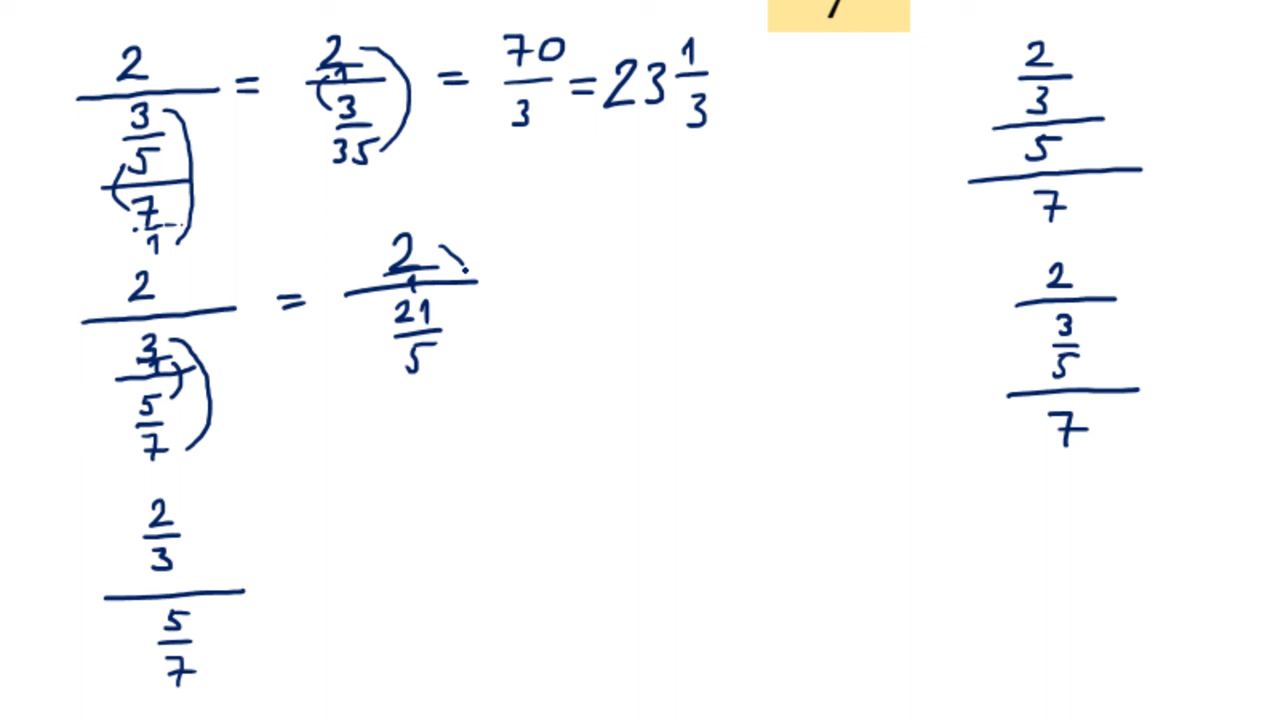 2/((3/5)/(7/1)) = (2/1)/(3/35) = 70/3 = 23 1/3
2/((3/1)/(5/7)) = (2/1)/(21/5)
(2/3)/(5/7)
((2/3)/5)/7
(2/(3/5))/7